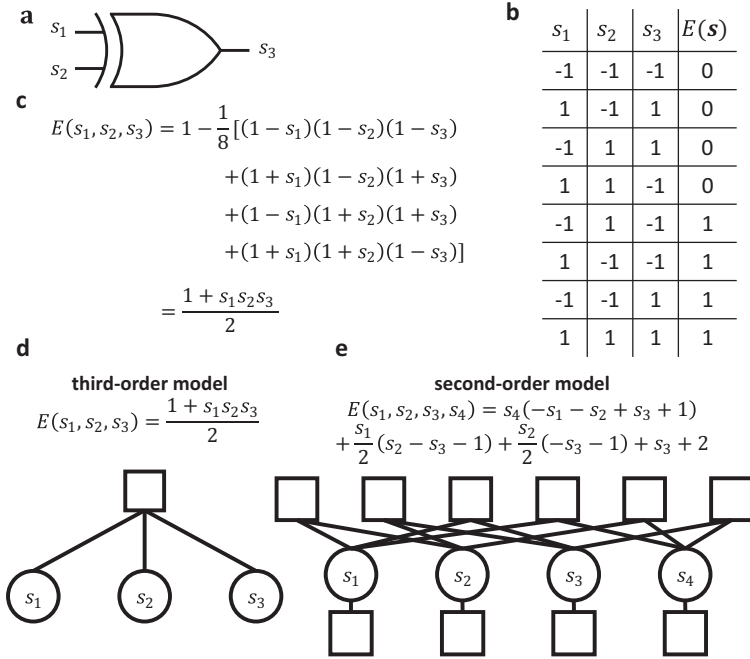 a
s₁
s₂
s₃
b
s₁ s₂ s₃ E(s)
-1 -1 -1 0
1 -1 1 0
-1 1 1 0
1 1 -1 0
-1 1 -1 1
1 -1 -1 1
-1 -1 1 1
1 1 1 1
c
E(s₁, s₂, s₃) = 1 − 1/8[(1 − s₁)(1 − s₂)(1 − s₃)
+(1 + s₁)(1 − s₂)(1 + s₃)
+(1 − s₁)(1 + s₂)(1 + s₃)
+(1 + s₁)(1 + s₂)(1 − s₃)]
= (1 + s₁s₂s₃)/2
d
third-order model
E(s₁, s₂, s₃) = (1 + s₁s₂s₃)/2
s₁ s₂ s₃
e
second-order model
E(s₁, s₂, s₃, s₄) = s₄(−s₁ − s₂ + s₃ + 1)
+ s₁/2 (s₂ − s₃ − 1) + s₂/2 (−s₃ − 1) + s₃ + 2
s₁ s₂ s₃ s₄